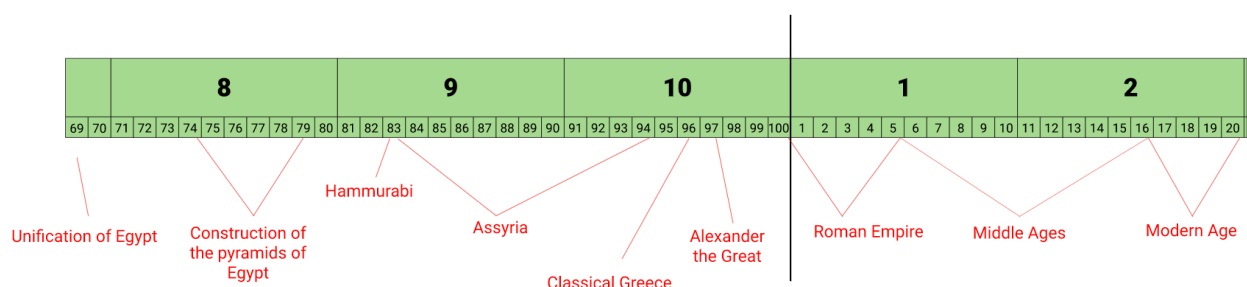 8 9 10 1 2
69 70 71 72 73 74 75 76 77 78 79 80 81 82 83 84 85 86 87 88 89 90 91 92 93 94 95 96 97 98 99 100 1 2 3 4 5 6 7 8 9 10 11 12 13 14 15 16 17 18 19 20
Hammurabi
Unification of Egypt
Construction of
the pyramids of
Egypt
Assyria
Classical Greece
Alexander
the Great
Roman Empire
Middle Ages
Modern Age